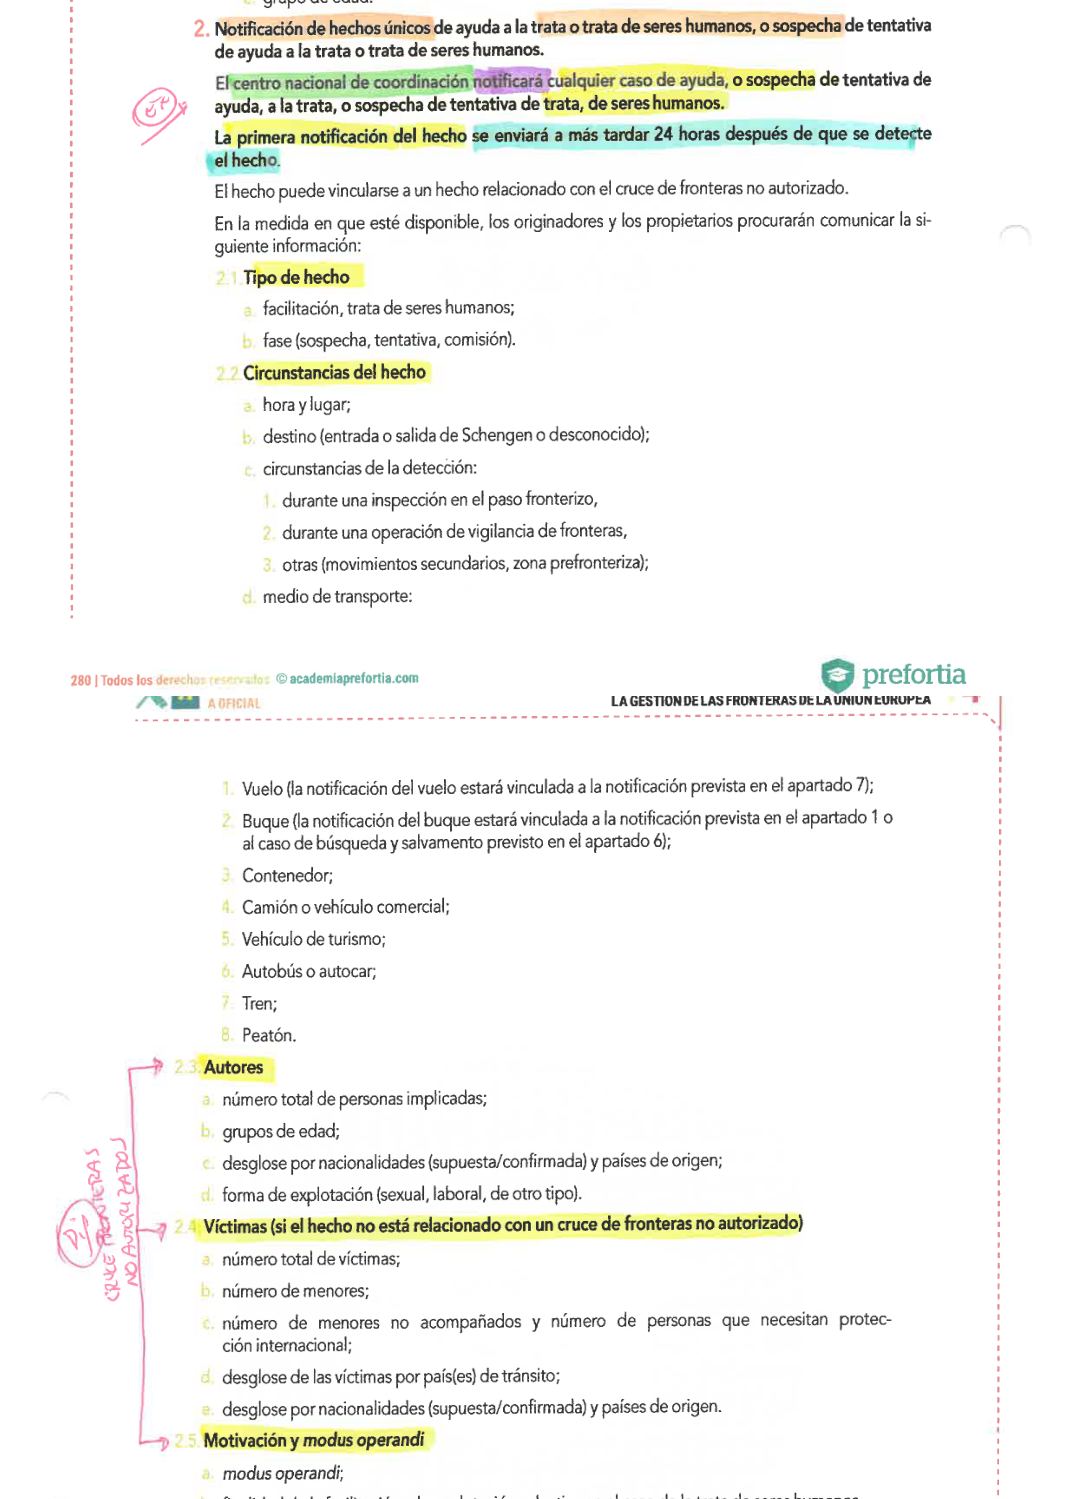 grupo de edad.
2. Notificación de hechos únicos de ayuda a la trata o trata de seres humanos, o sospecha de tentativa
de ayuda a la trata o trata de seres humanos.
El centro nacional de coordinación notificará cualquier caso de ayuda, o sospecha de tentativa de
ayuda, a la trata, o sospecha de tentativa de trata, de seres humanos.
La primera notificación del hecho se enviará a más tardar 24 horas después de que se detecte
el hecho.
El hecho puede vincularse a un hecho relacionado con el cruce de fronteras no autorizado.
En la medida en que esté disponible, los originadores y los propietarios procurarán comunicar la si-
guiente información:
2.1. Tipo de hecho
a. facilitación, trata de seres humanos;
b. fase (sospecha, tentativa, comisión).
2.2. Circunstancias del hecho
a. hora y lugar;
b. destino (entrada o salida de Schengen o desconocido);
c. circunstancias de la detección:
1. durante una inspección en el paso fronterizo,
2. durante una operación de vigilancia de fronteras,
3. otras (movimientos secundarios, zona prefronteriza);
d. medio de transporte:
280 | Todos los derechos reservados © academiaprefortia.com
prefortia
A OFICIAL
LA GESTIÓN DE LAS FRONTERAS DE LA UNIÓN EUROPEA
1. Vuelo (la notificación del vuelo estará vinculada a la notificación prevista en el apartado 7);
2. Buque (la notificación del buque estará vinculada a la notificación prevista en el apartado 1 o
al caso de búsqueda y salvamento previsto en el apartado 6);
3. Contenedor;
4. Camión o vehículo comercial;
5. Vehículo de turismo;
6. Autobús o autocar;
7. Tren;
8. Peatón.
2.3. Autores
a. número total de personas implicadas;
b. grupos de edad;
c. desglose por nacionalidades (supuesta/confirmada) y países de origen;
d. forma de explotación (sexual, laboral, de otro tipo).
CRUCE FRONTERAS
NO AUTORIZADOS
2.4. Víctimas (si el hecho no está relacionado con un cruce de fronteras no autorizado)
a. número total de víctimas;
b. número de menores;
c. número de menores no acompañados y número de personas que necesitan protec-
ción internacional;
d. desglose de las víctimas por país(es) de tránsito;
e. desglose por nacionalidades (supuesta/confirmada) y países de origen.
2.5. Motivación y modus operandi
a. modus operandi;